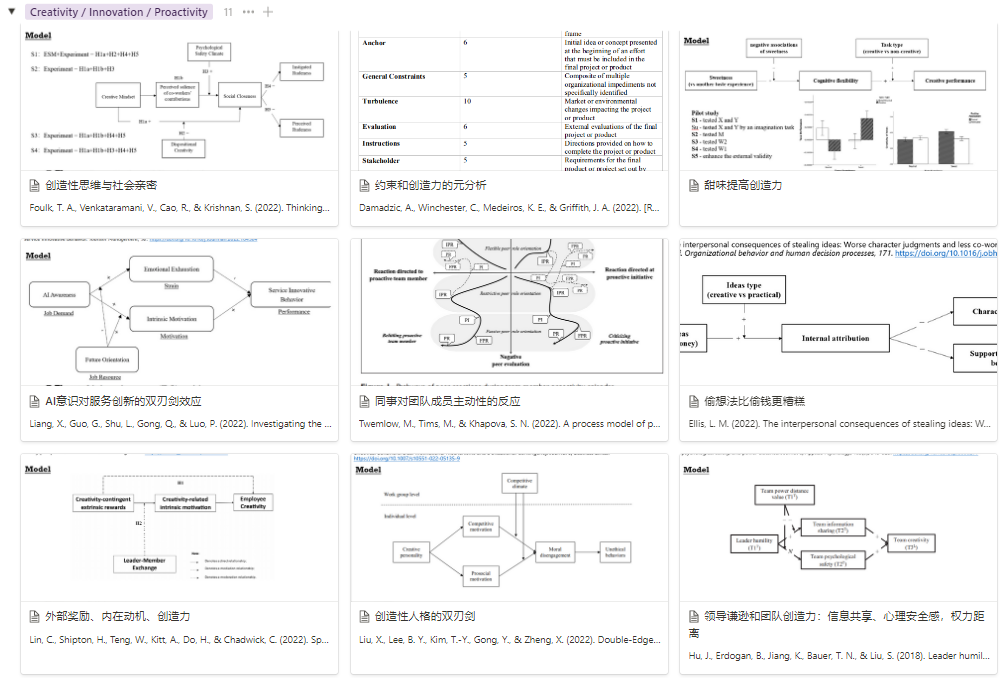 Creativity / Innovation / Proactivity 11
Model
S1: ESM+Experiment – H1a+H2+H4+H5
S2: Experiment – H1a+H1b+H3
S3: Experiment – H1a+H1b+H4+H5
S4: Experiment – H1a+H1b+H3+H4+H5
Psychological
Safety Climate
Creative Mindset
Perceived salience
of co-workers'
contributions
Social Closeness
Dispositional
Creativity
创造性思维与社会亲密
Foulk, T. A., Venkataramani, V., Cao, R., & Krishnan, S. (2022). Thinking...
frame
Anchor 6 Initial idea or concept presented
at the beginning of an effort
that must be included in the
final project or product
General Constraints 5 Composite of multiple
organizational impediments not
specifically identified
Turbulence 10 Market or environmental
changes impacting the project
or product
Evaluation 6 External evaluations of the final
project or product
Instructions 5 Directions provided on how to
complete the project or product
Stakeholder 5 Requirements for the final
product or project set out by
约束和创造力的元分析
Damadzic, A., Winchester, C., Medeiros, K. E., & Griffith, J. A. (2022). [R...
Model
negative associations
of sweetness
Task type
(creative vs non-creative)
Sweetness
(vs another taste experience)
Cognitive flexibility
Creative performance
Pilot study
S1 - tested X and Y
- tested X and Y by an imagination task
S2 - tested M
S3 - tested W2
S4 - tested W1
S5 - enhance the external validity
甜味提高创造力
Model
AI Awareness
Job Demand
Emotional Exhaustion
Strain
Intrinsic Motivation
Motivation
Service Innovative
Behavior
Performance
Future Orientation
Job Resource
AI意识对服务创新的双刃剑效应
Liang, X., Guo, G., Shu, L., Gong, Q., & Luo, P. (2022). Investigating the ...
Flexible peer role orientation
Reaction directed to
proactive team member
Reaction directed at
proactive initiative
Restrictive peer role orientation
Passive peer role orientation
Rebuking proactive
team member
Criticizing
proactive initiative
Negative
peer evaluation
同事对团队成员主动性的反应
Twemlow, M., Tims, M., & Khapova, S. N. (2022). A process model of p...
interpersonal consequences of stealing ideas: Worse character judgments and less co-wor
Organizational behavior and human decision processes, 171. https://doi.org/10.1016/j.obh
Ideas type
(creative vs practical)
Internal attribution
Charac
Support
be
偷想法比偷钱更糟糕
Ellis, L. M. (2022). The interpersonal consequences of stealing ideas: W...
Model
H1
Creativity-contingent
extrinsic rewards
Creativity-related
intrinsic motivation
Employee
Creativity
H2
Leader-Member
Exchange
外部奖励、内在动机、创造力
Lin, C., Shipton, H., Teng, W., Kitt, A., Do, H., & Chadwick, C. (2022). Sp...
https://doi.org/10.1007/s10551-022-05135-9
Model
Competitive
climate
Work group level
Individual level
Creative
personality
Competitive
motivation
Prosocial
motivation
Moral
disengagement
Unethical
behaviors
创造性人格的双刃剑
Liu, X., Lee, B. Y., Kim, T.-Y., Gong, Y., & Zheng, X. (2022). Double-Edge...
Model
Team power distance
value (T1)
Leader humility
(T1)
Team information
sharing (T2)
Team psychological
safety (T2)
Team creativity
(T3)
领导谦逊和团队创造力：信息共享、心理安全感，权力距
离
Hu, J., Erdogan, B., Jiang, K., Bauer, T. N., & Liu, S. (2018). Leader humil...